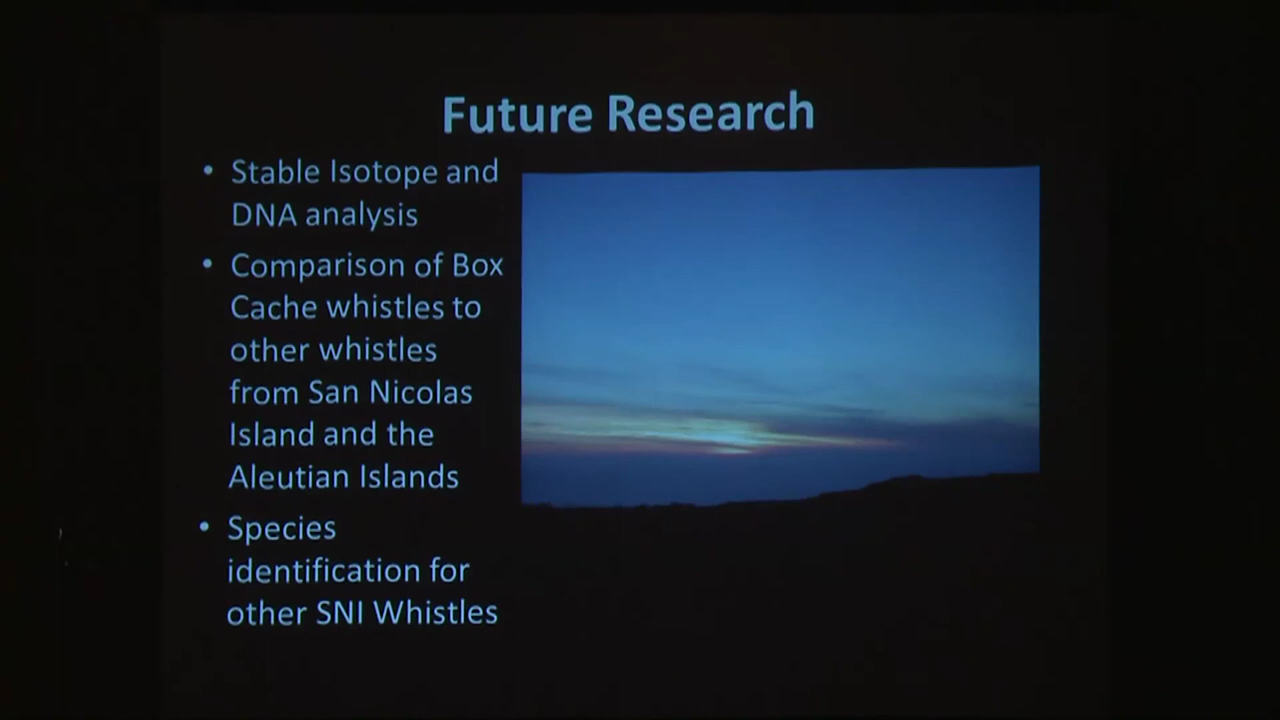 Future Research
• Stable Isotope and
DNA analysis
• Comparison of Box
Cache whistles to
other whistles
from San Nicolas
Island and the
Aleutian Islands
• Species
identification for
other SNI Whistles